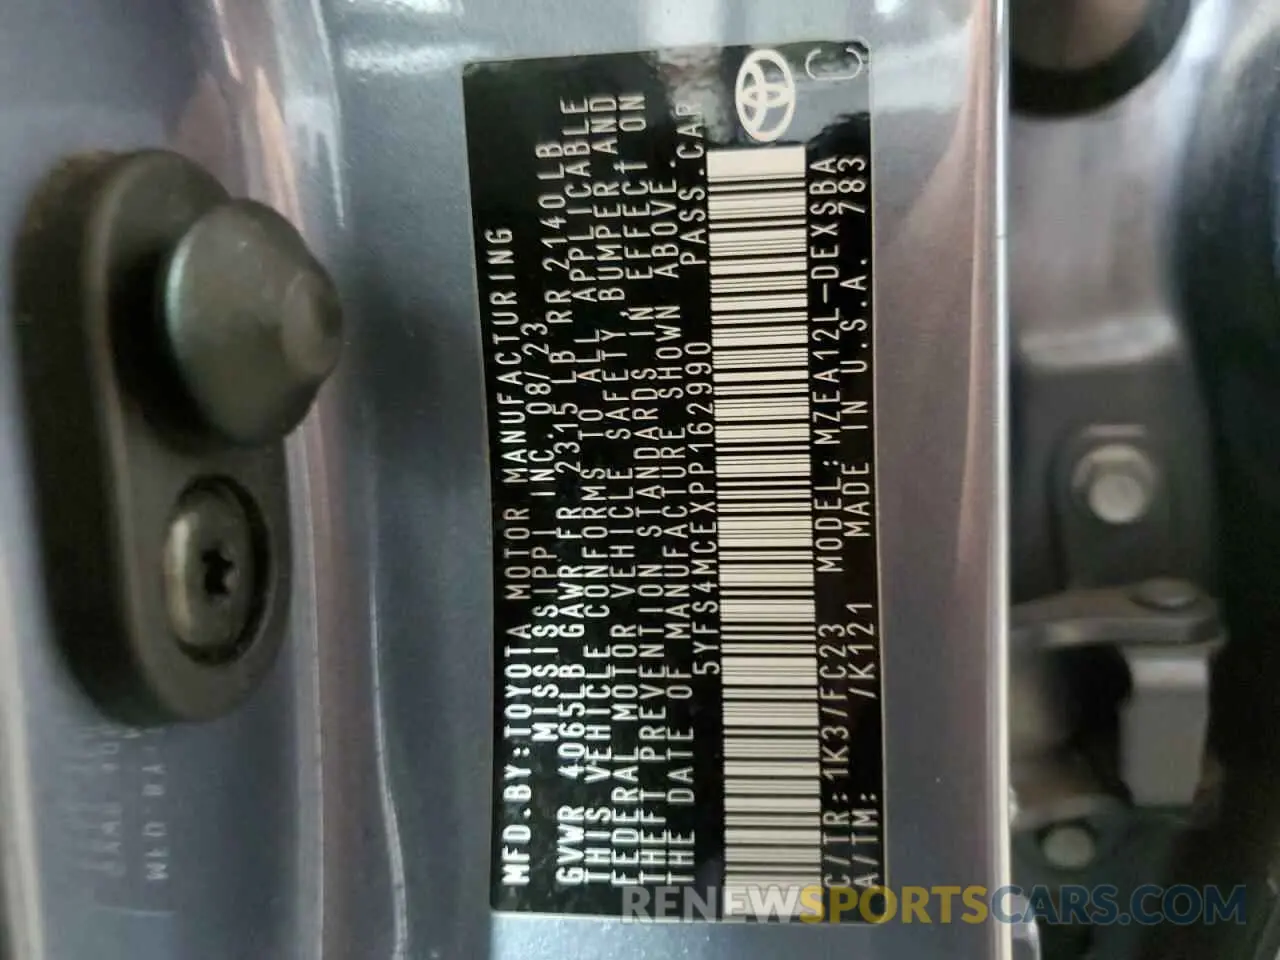 MFD.BY:TOYOTA MOTOR MANUFACTURING
MISSISSIPPI INC. 08/23
GVWR 4065LB GAWR FR 2315 LB RR 2140LB
THIS VEHICLE CONFORMS TO ALL APPLICABLE
FEDERAL MOTOR VEHICLE SAFETY, BUMPER AND
THEFT PREVENTION STANDARDS IN EFFECT ON
THE DATE OF MANUFACTURE SHOWN ABOVE.
5YFS4MCEXPP162990 PASS.CAR
C
C/TR: 1K3/FC23 MODEL: MZEA12L-DEXSBA
A/TM: /K121 MADE IN U.S.A. 783
RENEWSPORTSCARS.COM